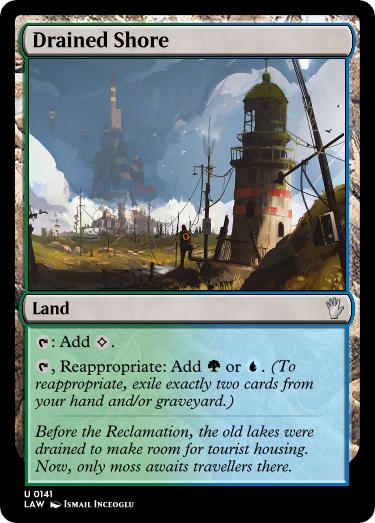 Drained Shore
Land
: Add .
, Reappropriate: Add or . (To
reappropriate, exile exactly two cards from
your hand and/or graveyard.)
Before the Reclamation, the old lakes were
drained to make room for tourist housing.
Now, only moss awaits travellers there.
U 0141
LAW Ismail Inceoglu